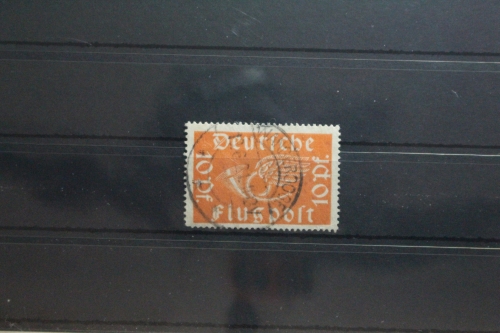 Deutsche
10 Pf.
10 Pf.
Flugpost